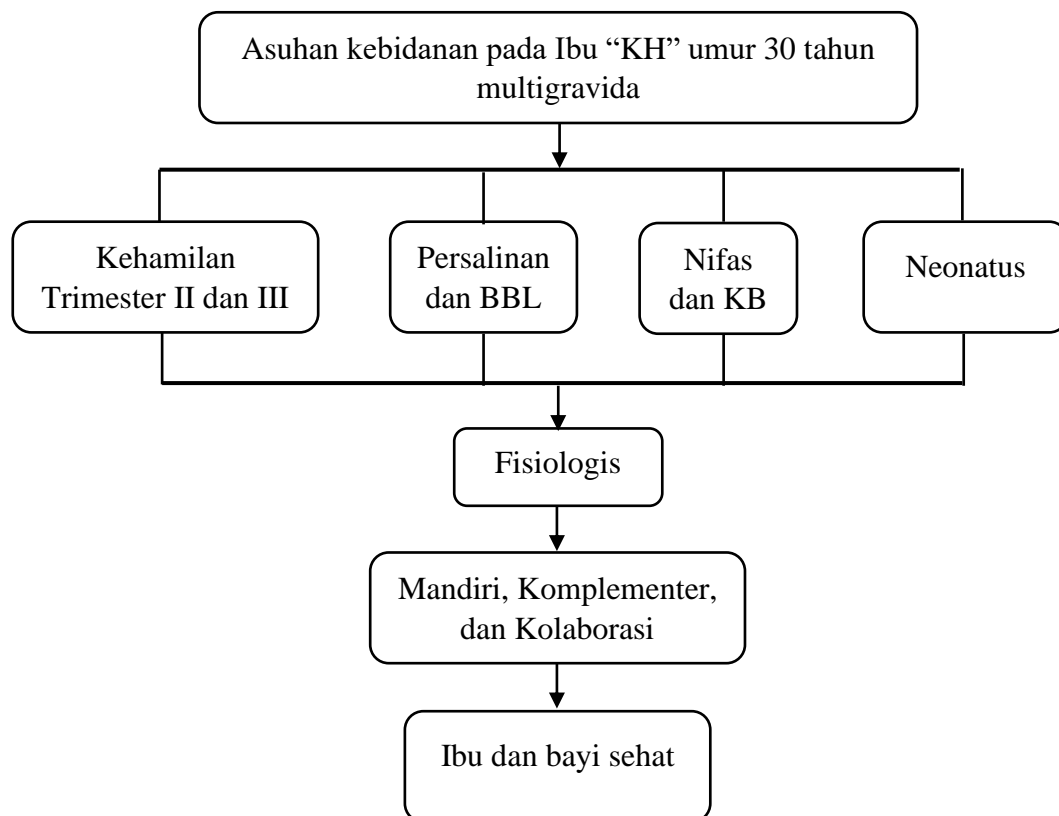 Asuhan kebidanan pada Ibu “KH” umur 30 tahun
multigravida
Kehamilan
Trimester II dan III
Persalinan
dan BBL
Nifas
dan KB
Neonatus
Fisiologis
Mandiri, Komplementer,
dan Kolaborasi
Ibu dan bayi sehat